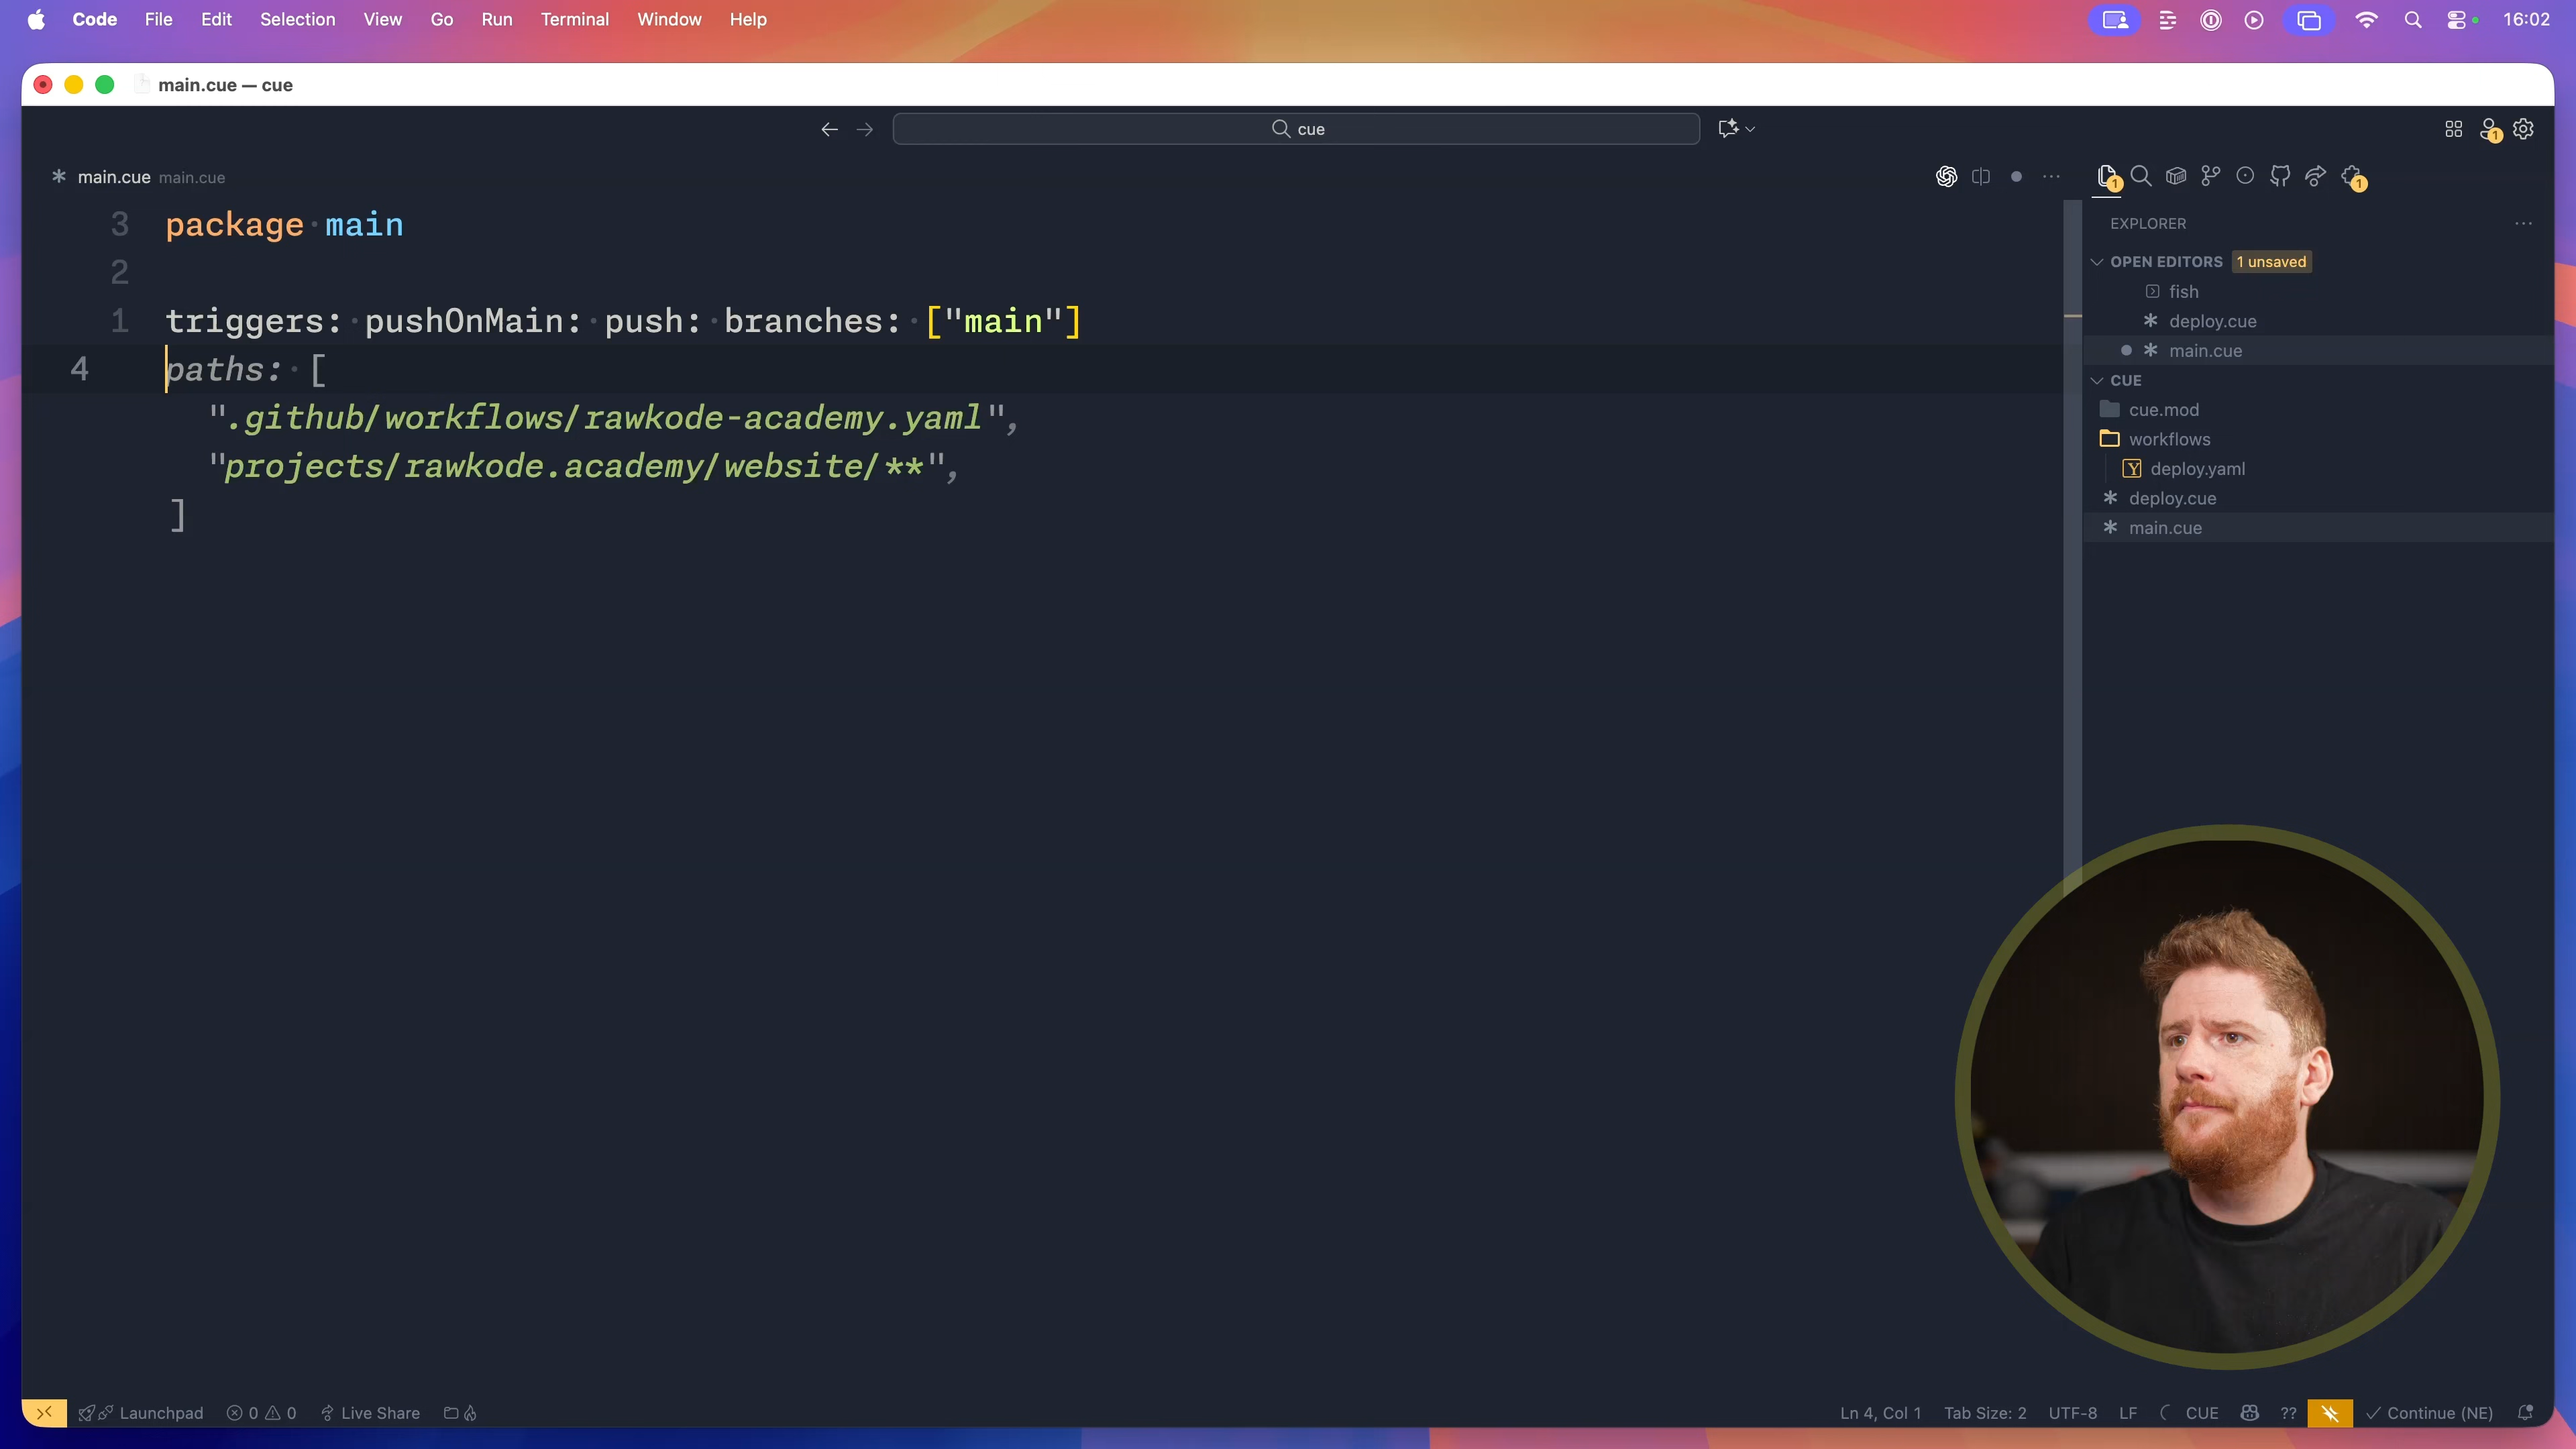 Code File Edit Selection View Go Run Terminal Window Help 16:02
main.cue — cue
cue
1
main.cue main.cue
1
1
3 package main
2
1 triggers: pushOnMain: push: branches: ["main"]
4 paths: [
".github/workflows/rawkode-academy.yaml",
"projects/rawkode.academy/website/**",
]
EXPLORER
OPEN EDITORS 1 unsaved
fish
deploy.cue
main.cue
CUE
cue.mod
workflows
Y deploy.yaml
deploy.cue
main.cue
Launchpad 0 0 Live Share Ln 4, Col 1 Tab Size: 2 UTF-8 LF CUE ?? Continue (NE)